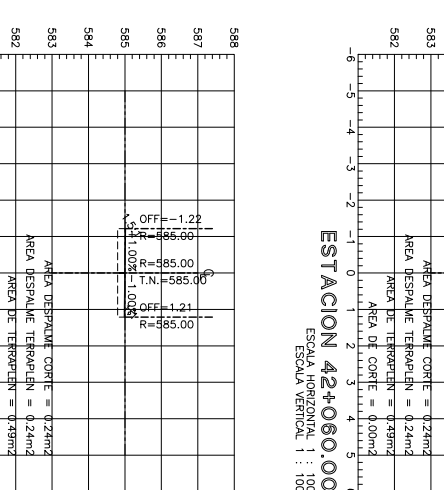 582
583
-6 -5 -4 -3 -2 -1 0 1 2 3 4 5
AREA DESPALME CORTE = 0.24m2
AREA DESPALME TERRAPLEN = 0.24m2
AREA DE TERRAPLEN = 0.49m2
AREA DE CORTE = 0.00m2
ESTACION 42+060.00
ESCALA HORIZONTAL 1 : 100
ESCALA VERTICAL 1 : 100
588
587
586
585
584
583
582
OFF=-1.22
R=585.00
R=585.00
T.N.=585.00
OFF=1.21
R=585.00
-1.00%
AREA DESPALME CORTE = 0.24m2
AREA DESPALME TERRAPLEN = 0.24m2
AREA DE TERRAPLEN = 0.49m2